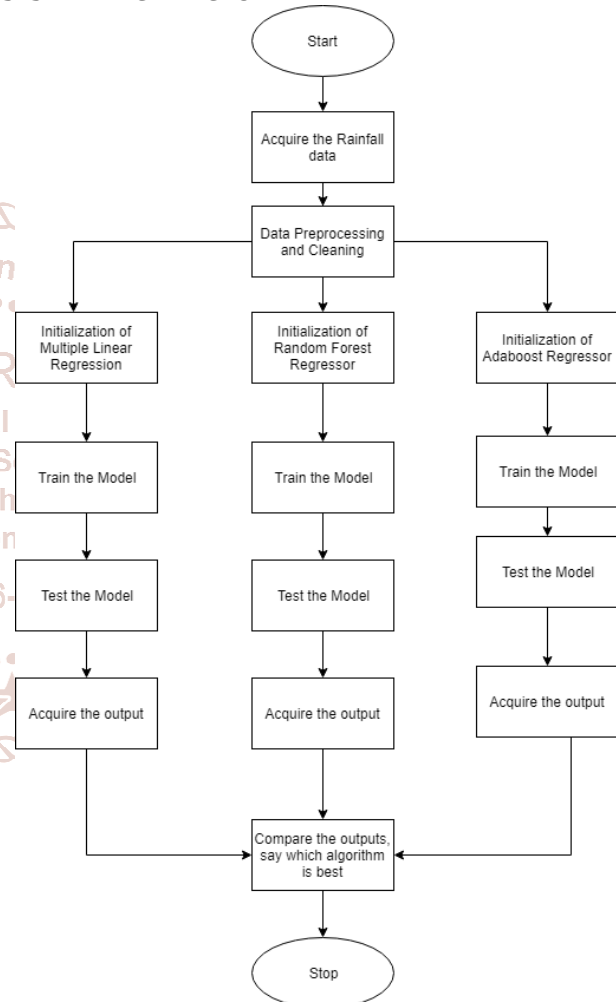 Start
Acquire the Rainfall
data
Data Preprocessing
and Cleaning
Initialization of
Multiple Linear
Regression
Initialization of
Random Forest
Regressor
Initialization of
Adaboost Regressor
Train the Model
Train the Model
Train the Model
Test the Model
Test the Model
Test the Model
Acquire the output
Acquire the output
Acquire the output
Compare the outputs,
say which algorithm
is best
Stop